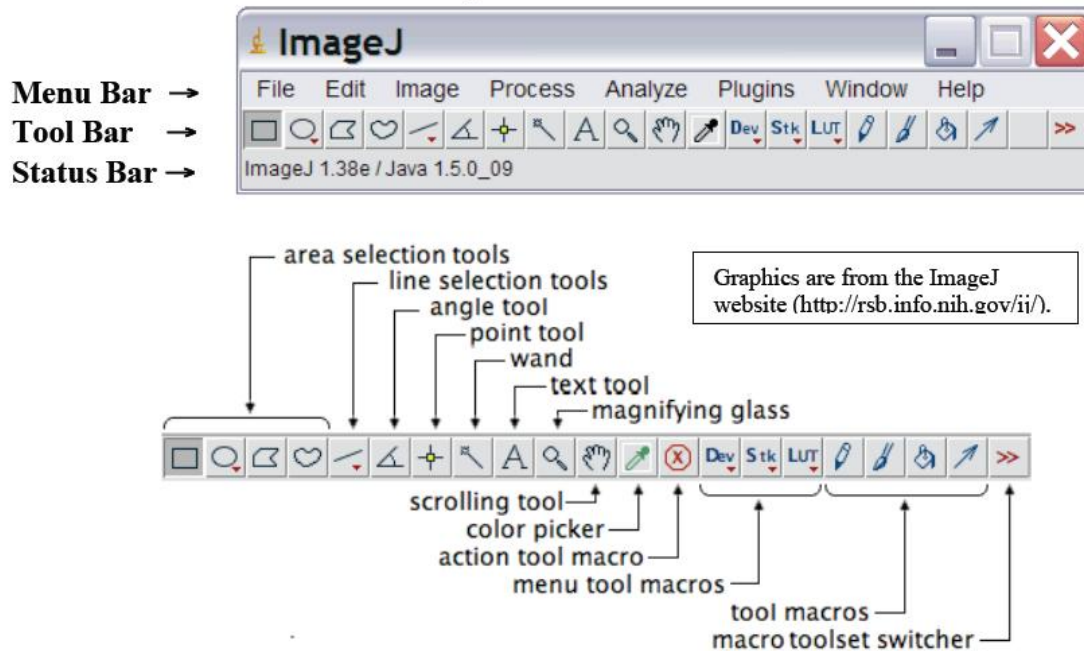 ImageJ
Menu Bar →
File Edit Image Process Analyze Plugins Window Help
Tool Bar →
A Dev Stk LUT >>
Status Bar →
ImageJ 1.38e / Java 1.5.0_09
area selection tools
line selection tools
angle tool
point tool
wand
text tool
magnifying glass
Graphics are from the ImageJ
website (http://rsb.info.nih.gov/ij/).
A X Dev Stk LUT >>
scrolling tool
color picker
action tool macro
menu tool macros
tool macros
macro toolset switcher